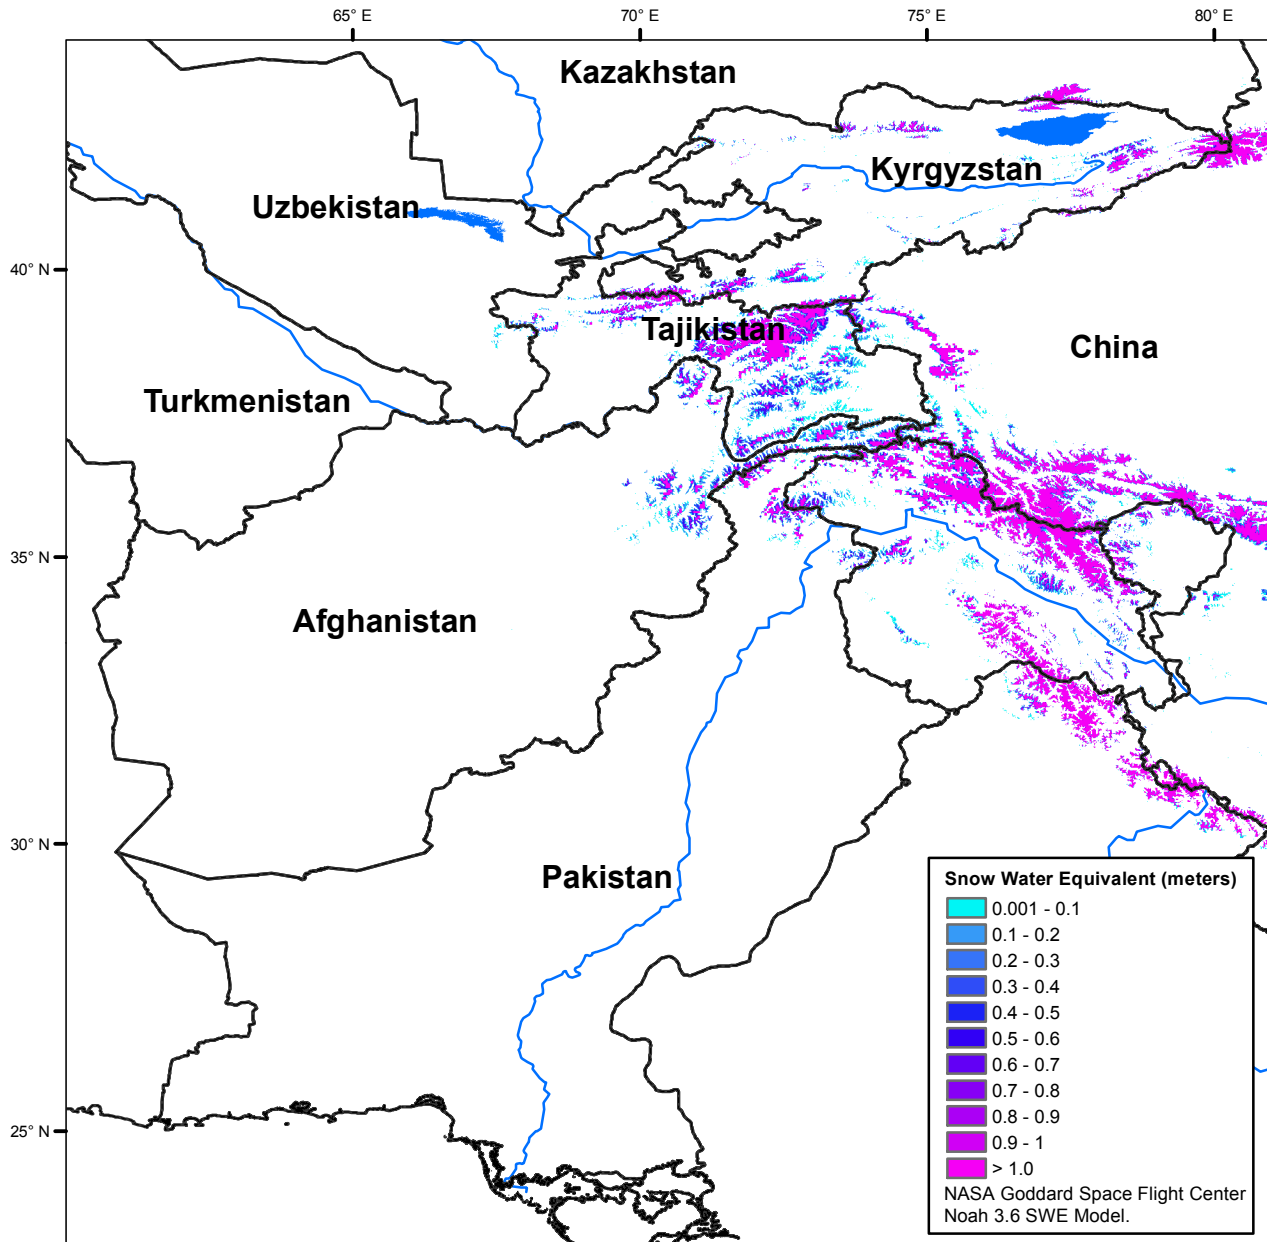 65° E
70° E
75° E
80° E
Kazakhstan
Kyrgyzstan
Uzbekistan
40° N
Tajikistan
China
Turkmenistan
35° N
Afghanistan
30° N
Pakistan
25° N
Snow Water Equivalent (meters)
0.001 - 0.1
0.1 - 0.2
0.2 - 0.3
0.3 - 0.4
0.4 - 0.5
0.5 - 0.6
0.6 - 0.7
0.7 - 0.8
0.8 - 0.9
0.9 - 1
> 1.0
NASA Goddard Space Flight Center
Noah 3.6 SWE Model.